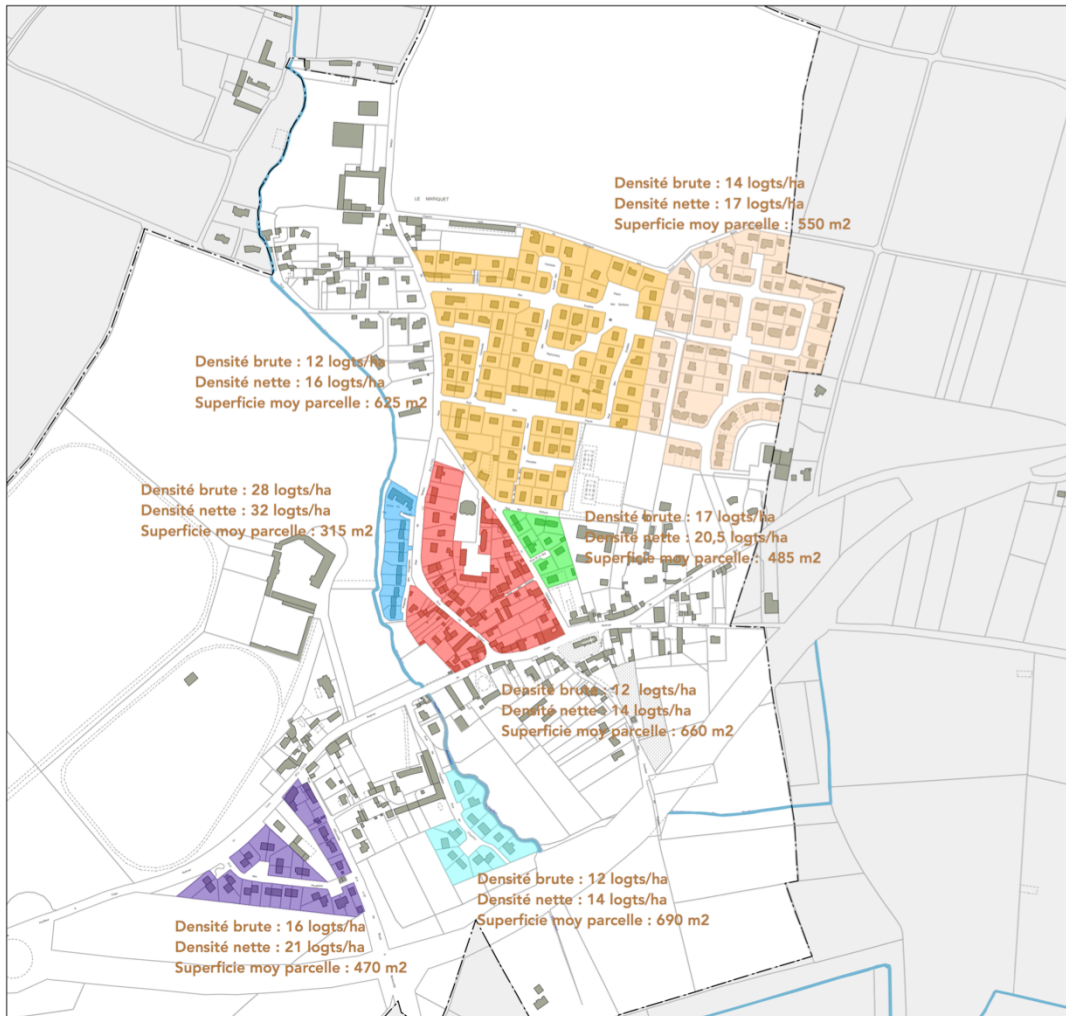 LE MARQUET
Densité brute : 14 logts/ha
Densité nette : 17 logts/ha
Superficie moy parcelle : 550 m2
Densité brute : 12 logts/ha
Densité nette : 16 logts/ha
Superficie moy parcelle : 625 m2
Densité brute : 28 logts/ha
Densité nette : 32 logts/ha
Superficie moy parcelle : 315 m2
Densité brute : 17 logts/ha
Densité nette : 20,5 logts/ha
Superficie moy parcelle : 485 m2
Densité brute : 12 logts/ha
Densité nette : 14 logts/ha
Superficie moy parcelle : 660 m2
Densité brute : 12 logts/ha
Densité nette : 14 logts/ha
Superficie moy parcelle : 690 m2
Densité brute : 16 logts/ha
Densité nette : 21 logts/ha
Superficie moy parcelle : 470 m2